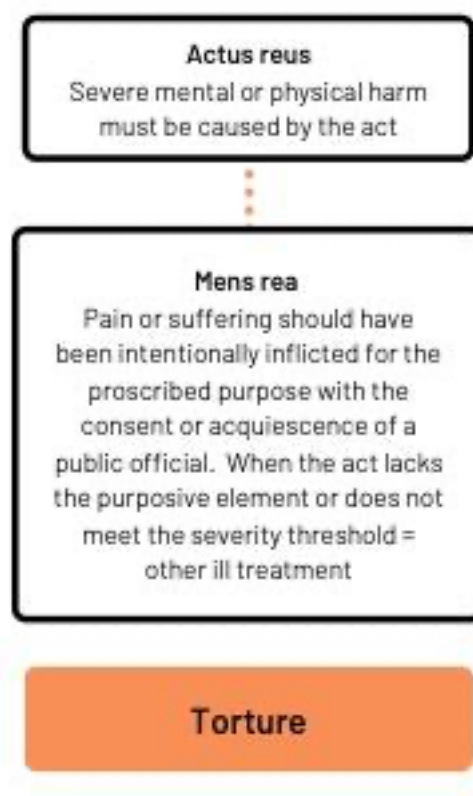 Actus reus
Severe mental or physical harm
must be caused by the act
Mens rea
Pain or suffering should have
been intentionally inflicted for the
proscribed purpose with the
consent or acquiescence of a
public official. When the act lacks
the purposive element or does not
meet the severity threshold =
other ill treatment
Torture